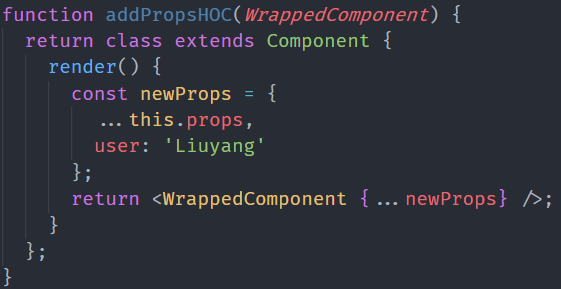 function addPropsHOC(WrappedComponent) {
  return class extends Component {
    render() {
      const newProps = {
        ...this.props,
        user: 'Liuyang'
      };
      return <WrappedComponent {...newProps} />;
    }
  };
}